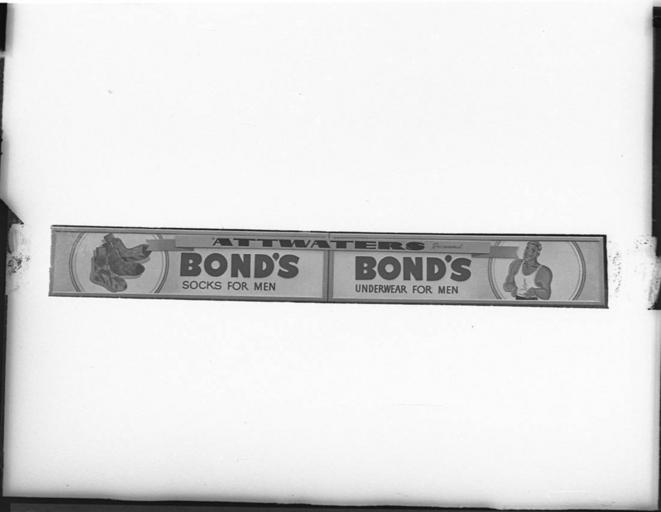 ATTWATERS
BOND'S
SOCKS FOR MEN
BOND'S
UNDERWEAR FOR MEN